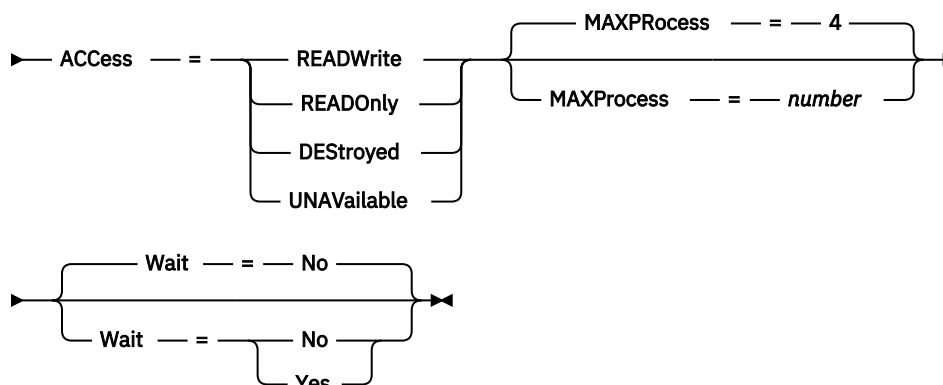 MAXPRocess = 4
ACCess = READWrite
READOnly
MAXProcess = number
DEStroyed
UNAVailable
Wait = No
Wait = No
Yes